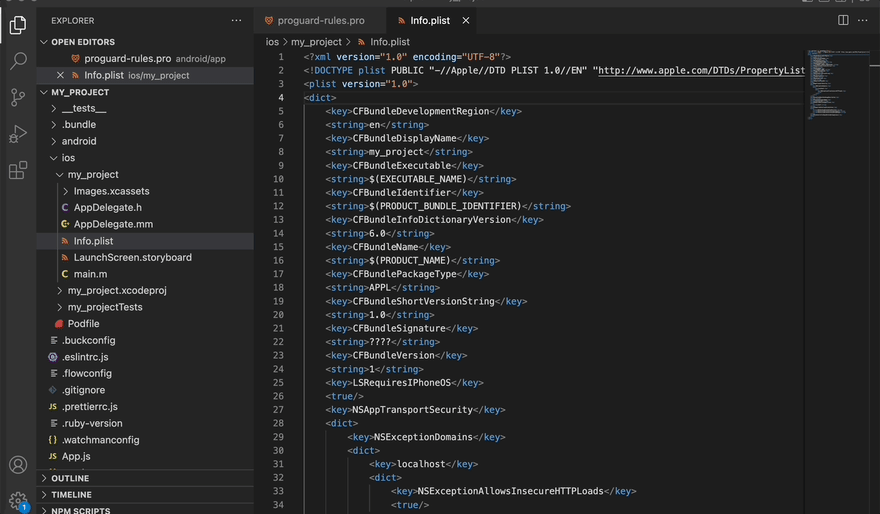 EXPLORER
···
OPEN EDITORS
proguard-rules.pro android/app
Info.plist ios/my_project
MY_PROJECT
__tests__
.bundle
android
ios
my_project
Images.xcassets
C AppDelegate.h
C+ AppDelegate.mm
Info.plist
LaunchScreen.storyboard
C main.m
my_project.xcodeproj
my_projectTests
Podfile
.buckconfig
.eslintrc.js
.flowconfig
.gitignore
JS .prettierrc.js
.ruby-version
{} .watchmanconfig
JS App.js
OUTLINE
TIMELINE
NPM SCRIPTS
1
proguard-rules.pro
Info.plist
ios > my_project > Info.plist
1 <?xml version="1.0" encoding="UTF-8"?>
2 <!DOCTYPE plist PUBLIC "-//Apple//DTD PLIST 1.0//EN" "http://www.apple.com/DTDs/PropertyList
3 <plist version="1.0">
4 <dict>
5 <key>CFBundleDevelopmentRegion</key>
6 <string>en</string>
7 <key>CFBundleDisplayName</key>
8 <string>my_project</string>
9 <key>CFBundleExecutable</key>
10 <string>$(EXECUTABLE_NAME)</string>
11 <key>CFBundleIdentifier</key>
12 <string>$(PRODUCT_BUNDLE_IDENTIFIER)</string>
13 <key>CFBundleInfoDictionaryVersion</key>
14 <string>6.0</string>
15 <key>CFBundleName</key>
16 <string>$(PRODUCT_NAME)</string>
17 <key>CFBundlePackageType</key>
18 <string>APPL</string>
19 <key>CFBundleShortVersionString</key>
20 <string>1.0</string>
21 <key>CFBundleSignature</key>
22 <string>????</string>
23 <key>CFBundleVersion</key>
24 <string>1</string>
25 <key>LSRequiresIPhoneOS</key>
26 <true/>
27 <key>NSAppTransportSecurity</key>
28 <dict>
29 <key>NSExceptionDomains</key>
30 <dict>
31 <key>localhost</key>
32 <dict>
33 <key>NSExceptionAllowsInsecureHTTPLoads</key>
34 <true/>